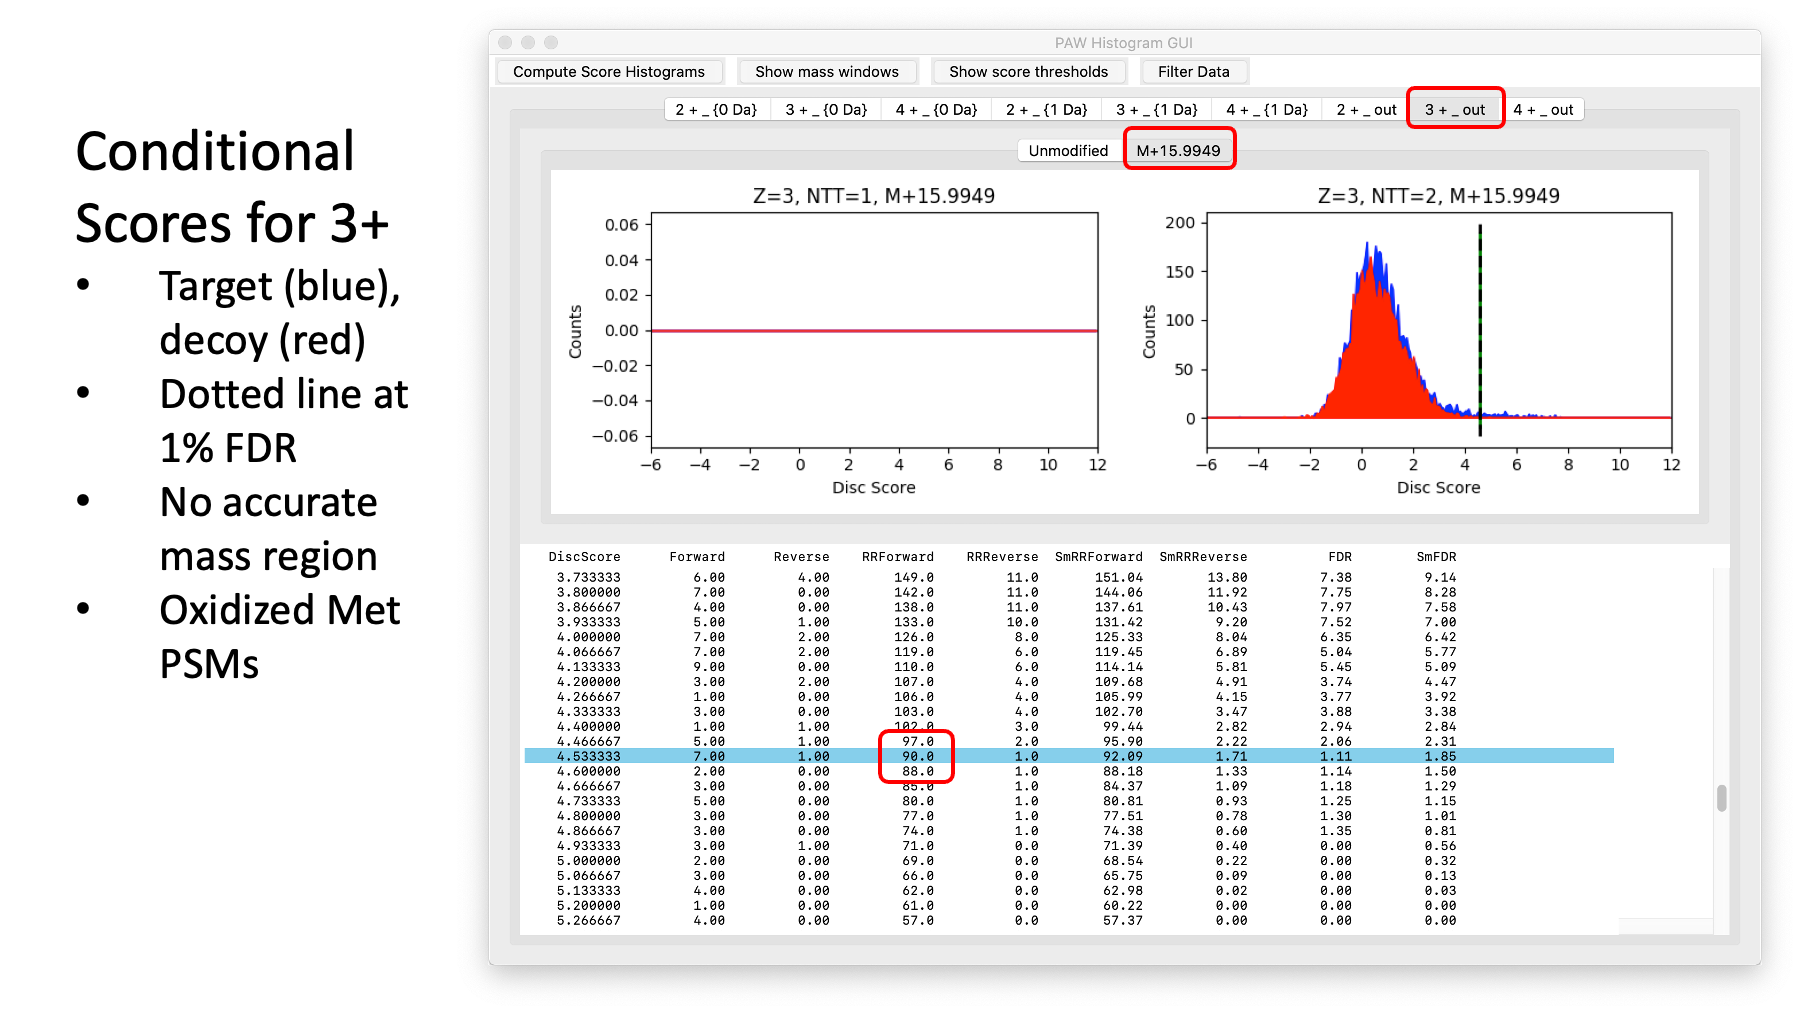 Conditional
Scores for 3+
• Target (blue),
decoy (red)
• Dotted line at
1% FDR
• No accurate
mass region
• Oxidized Met
PSMs
PAW Histogram GUI
Compute Score Histograms Show mass windows Show score thresholds Filter Data
2 + _ {0 Da} 3 + _ {0 Da} 4 + _ {0 Da} 2 + _ {1 Da} 3 + _ {1 Da} 4 + _ {1 Da} 2 + _ out 3 + _ out 4 + _ out
Unmodified M+15.9949
Z=3, NTT=1, M+15.9949
0.06
0.04
0.02
0.00
−0.02
−0.04
−0.06
Counts
−6 −4 −2 0 2 4 6 8 10 12
Disc Score
Z=3, NTT=2, M+15.9949
200
150
100
50
0
Counts
−6 −4 −2 0 2 4 6 8 10 12
Disc Score
DiscScore Forward Reverse RRForward RRReverse SmRRForward SmRRReverse FDR SmFDR
3.733333 6.00 4.00 149.0 11.0 151.04 13.80 7.38 9.14
3.800000 7.00 0.00 142.0 11.0 144.06 11.92 7.75 8.28
3.866667 4.00 0.00 138.0 11.0 137.61 10.43 7.97 7.58
3.933333 5.00 1.00 133.0 10.0 131.42 9.20 7.52 7.00
4.000000 7.00 2.00 126.0 8.0 125.33 8.04 6.35 6.42
4.066667 7.00 2.00 119.0 6.0 119.45 6.89 5.04 5.77
4.133333 9.00 0.00 110.0 6.0 114.14 5.81 5.45 5.09
4.200000 3.00 2.00 107.0 4.0 109.68 4.91 3.74 4.47
4.266667 1.00 0.00 106.0 4.0 105.99 4.15 3.77 3.92
4.333333 3.00 0.00 103.0 4.0 102.70 3.47 3.88 3.38
4.400000 1.00 1.00 102.0 3.0 99.44 2.82 2.94 2.84
4.466667 5.00 1.00 97.0 2.0 95.90 2.22 2.06 2.31
4.533333 7.00 1.00 90.0 1.0 92.09 1.71 1.11 1.85
4.600000 2.00 0.00 88.0 1.0 88.18 1.33 1.14 1.50
4.666667 3.00 0.00 85.0 1.0 84.37 1.09 1.18 1.29
4.733333 5.00 0.00 80.0 1.0 80.81 0.93 1.25 1.15
4.800000 3.00 0.00 77.0 1.0 77.51 0.78 1.30 1.01
4.866667 3.00 0.00 74.0 1.0 74.38 0.60 1.35 0.81
4.933333 3.00 1.00 71.0 0.0 71.39 0.40 0.00 0.56
5.000000 2.00 0.00 69.0 0.0 68.54 0.22 0.00 0.32
5.066667 3.00 0.00 66.0 0.0 65.75 0.09 0.00 0.13
5.133333 4.00 0.00 62.0 0.0 62.98 0.02 0.00 0.03
5.200000 1.00 0.00 61.0 0.0 60.22 0.00 0.00 0.00
5.266667 4.00 0.00 57.0 0.0 57.37 0.00 0.00 0.00